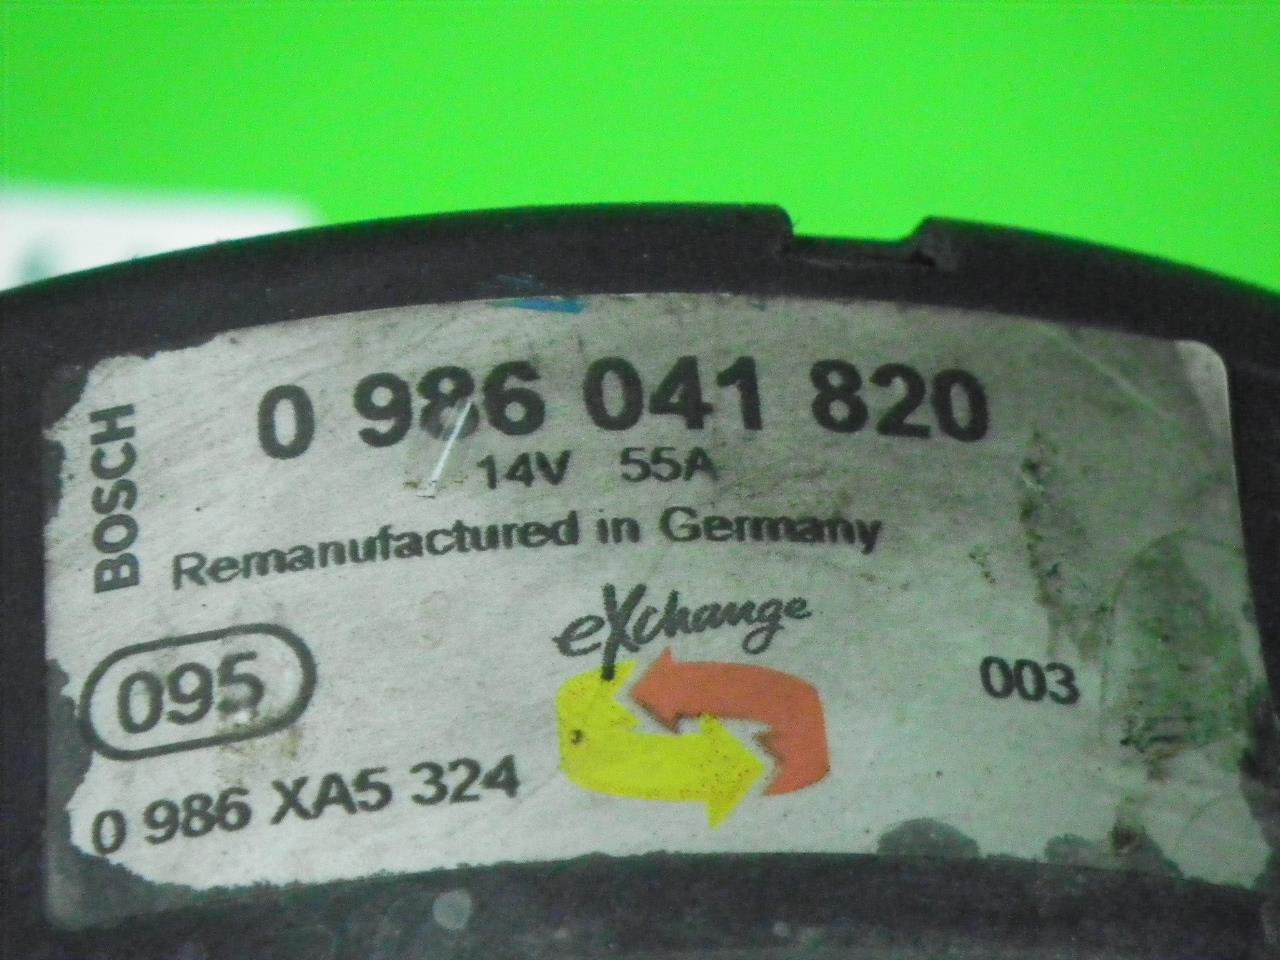 BOSCH
0 986 041 820
14V 55A
Remanufactured in Germany
eXchange
095
003
0 986 XA5 324